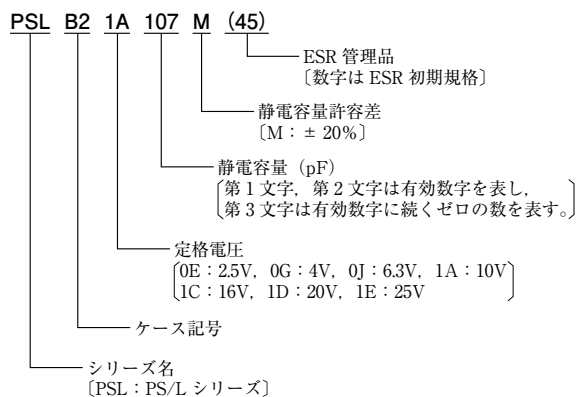 PSL B2 1A 107 M (45)
ESR 管理品
〔数字は ESR 初期規格〕
静電容量許容差
〔M：± 20%〕
静電容量（pF）
第 1 文字，第 2 文字は有効数字を表し，
第 3 文字は有効数字に続くゼロの数を表す。
定格電圧
0E：2.5V，0G：4V，0J：6.3V，1A：10V
1C：16V，1D：20V，1E：25V
ケース記号
シリーズ名
〔PSL：PS/L シリーズ〕